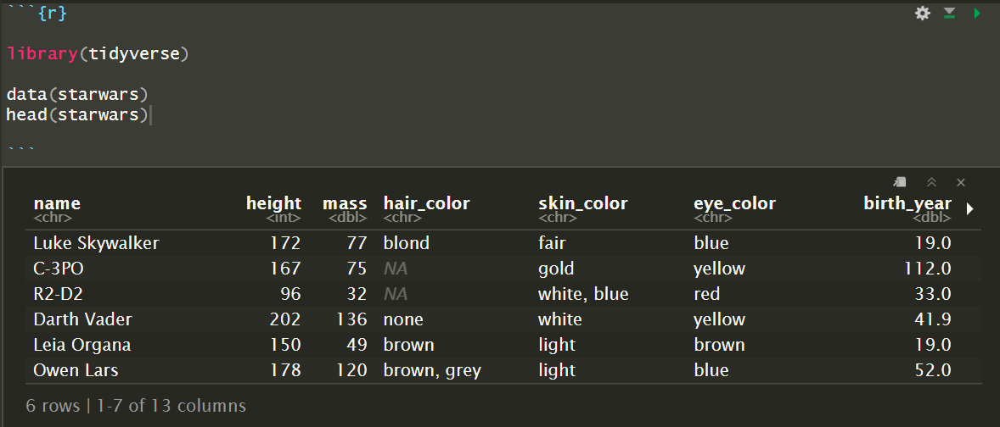 ```{r}
library(tidyverse)
data(starwars)
head(starwars)
```
name height mass hair_color skin_color eye_color birth_year
<chr> <int> <dbl> <chr> <chr> <chr> <dbl>
Luke Skywalker 172 77 blond fair blue 19.0
C-3PO 167 75 NA gold yellow 112.0
R2-D2 96 32 NA white, blue red 33.0
Darth Vader 202 136 none white yellow 41.9
Leia Organa 150 49 brown light brown 19.0
Owen Lars 178 120 brown, grey light blue 52.0
6 rows | 1-7 of 13 columns